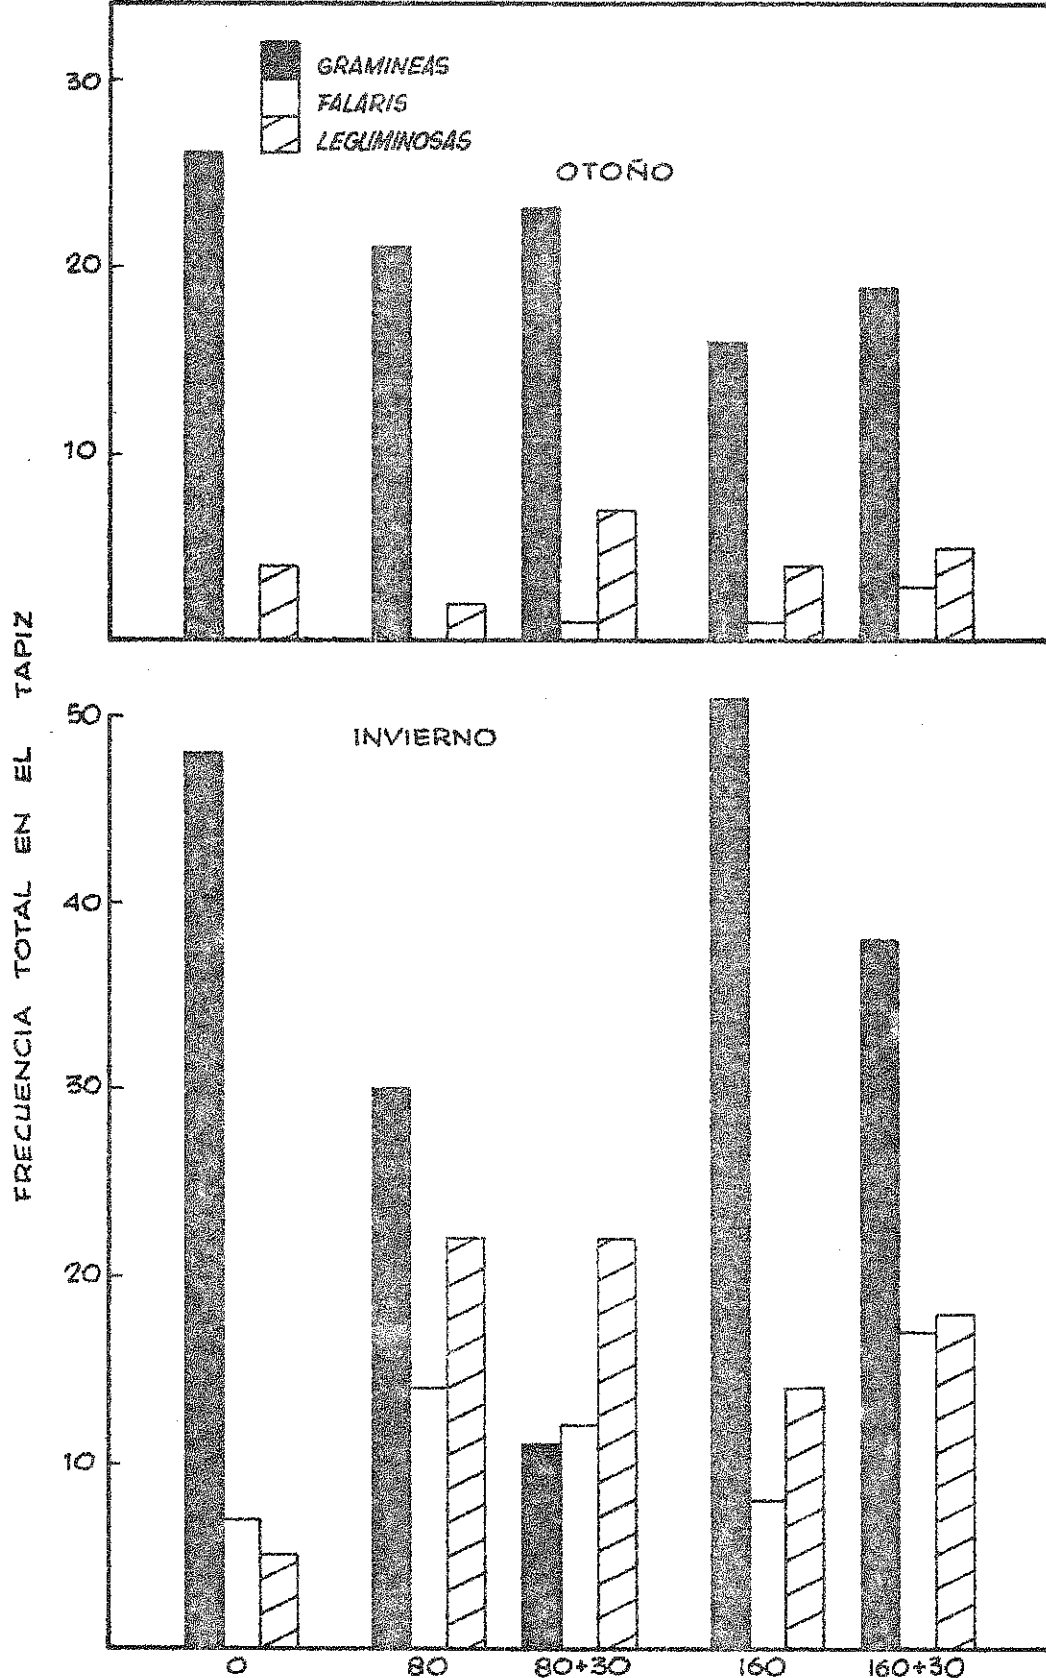 30
20
10
GRAMINEAS
FALARIS
LEGUMINOSAS
OTOÑO
FRECUENCIA TOTAL EN EL TAPIZ
50
40
30
20
10
INVIERNO
0 80 80+30 160 160+30